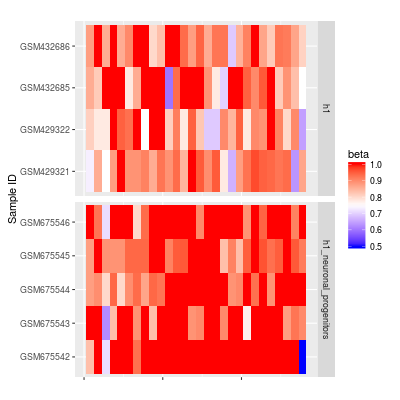 GSM432686
GSM432685
GSM429322
GSM429321
h1
GSM675546
GSM675545
GSM675544
GSM675543
GSM675542
h1_neuronal_progenitors
Sample ID
beta
1.0
0.9
0.8
0.7
0.6
0.5